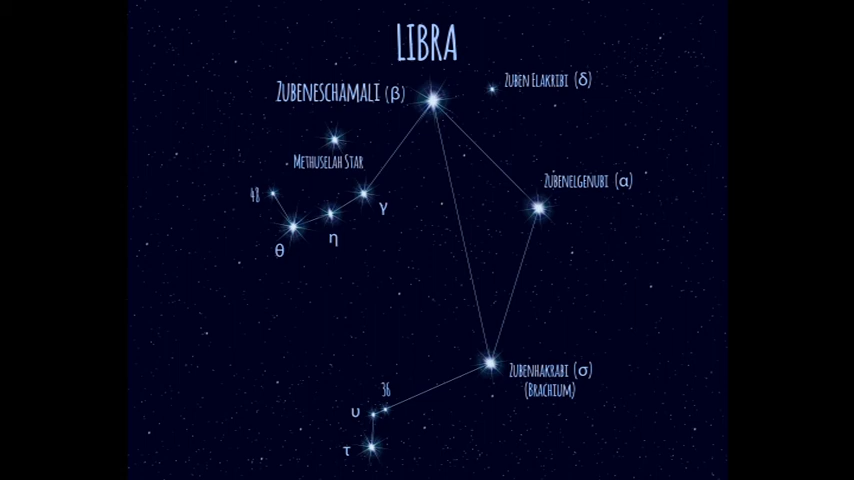 LIBRA
ZUBENESCHAMALI (β)
ZUBEN ELAKRIBI (δ)
METHUSELAH STAR
ZUBENELGENUBI (α)
48
γ
η
θ
ZUBENHAKRABI (σ)
(BRACHIUM)
36
υ
τ